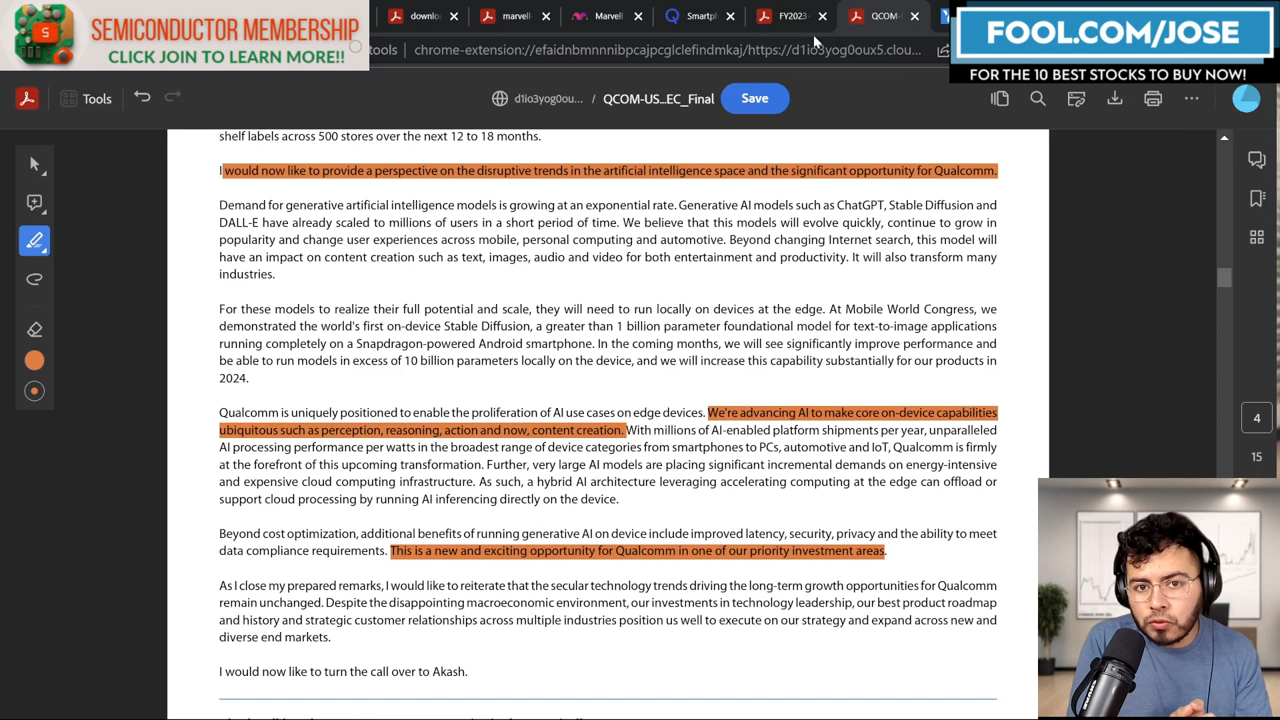 SEMICONDUCTOR MEMBERSHIP
CLICK TO LEARN MORE!!
downlo
marvell
Marvell
Smartpl
FY2023
QCOM-
FOOL.COM/JOSE
FOR THE 10 BEST STOCKS TO BUY NOW!
tools
chrome-extension://efaidnbmnnnibpcajpcglclefindmkaj/https://d1io3yog0oux5.clou...
Tools
d1io3yog0ou...
/ QCOM-US...EC_Final
Save
shelf labels across 500 stores over the next 12 to 18 months.
I would now like to provide a perspective on the disruptive trends in the artificial intelligence space and the significant opportunity for Qualcomm.
Demand for generative artificial intelligence models is growing at an exponential rate. Generative AI models such as ChatGPT, Stable Diffusion and
DALL-E have already scaled to millions of users in a short period of time. We believe that this models will evolve quickly, continue to grow in
popularity and change user experiences across mobile, personal computing and automotive. Beyond changing Internet search, this model will
have an impact on content creation such as text, images, audio and video for both entertainment and productivity. It will also transform many
industries.
For these models to realize their full potential and scale, they will need to run locally on devices at the edge. At Mobile World Congress, we
demonstrated the world's first on-device Stable Diffusion, a greater than 1 billion parameter foundational model for text-to-image applications
running completely on a Snapdragon-powered Android smartphone. In the coming months, we will see significantly improve performance and
be able to run models in excess of 10 billion parameters locally on the device, and we will increase this capability substantially for our products in
2024.
Qualcomm is uniquely positioned to enable the proliferation of AI use cases on edge devices. We're advancing AI to make core on-device capabilities
ubiquitous such as perception, reasoning, action and now, content creation. With millions of AI-enabled platform shipments per year, unparalleled
AI processing performance per watts in the broadest range of device categories from smartphones to PCs, automotive and IoT, Qualcomm is firmly
at the forefront of this upcoming transformation. Further, very large AI models are placing significant incremental demands on energy-intensive
and expensive cloud computing infrastructure. As such, a hybrid AI architecture leveraging accelerating computing at the edge can offload or
support cloud processing by running AI inferencing directly on the device.
Beyond cost optimization, additional benefits of running generative AI on device include improved latency, security, privacy and the ability to meet
data compliance requirements. This is a new and exciting opportunity for Qualcomm in one of our priority investment areas.
As I close my prepared remarks, I would like to reiterate that the secular technology trends driving the long-term growth opportunities for Qualcomm
remain unchanged. Despite the disappointing macroeconomic environment, our investments in technology leadership, our best product roadmap
and history and strategic customer relationships across multiple industries position us well to execute on our strategy and expand across new and
diverse end markets.
I would now like to turn the call over to Akash.
4
15